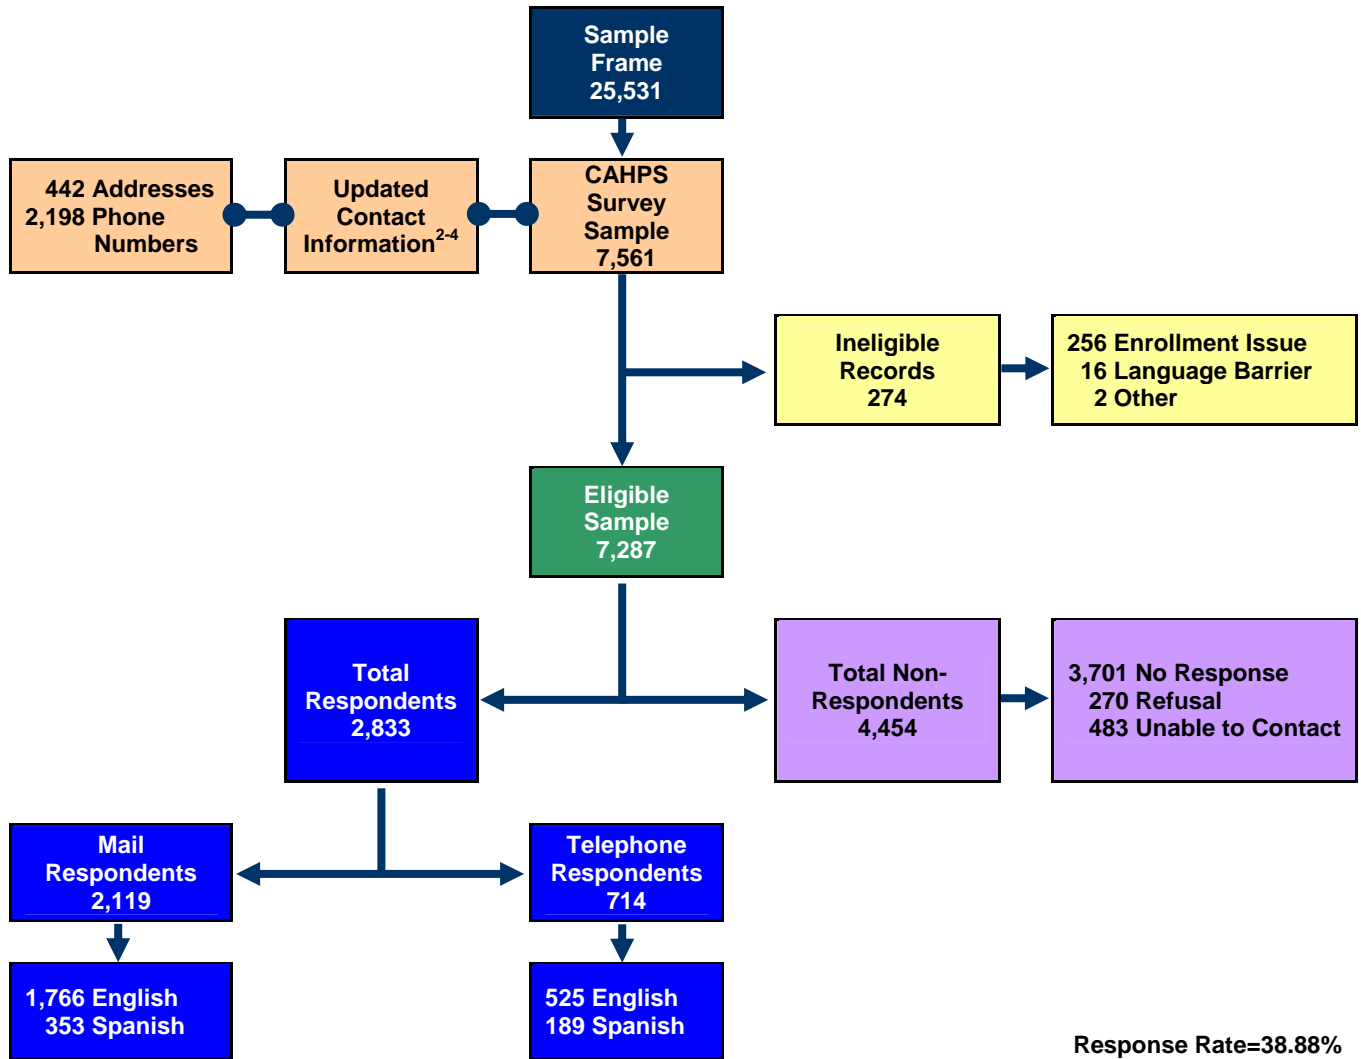 Sample
Frame
25,531
442 Addresses
2,198 Phone
Numbers
Updated
Contact
Information2-4
CAHPS
Survey
Sample
7,561
Ineligible
Records
274
256 Enrollment Issue
16 Language Barrier
2 Other
Eligible
Sample
7,287
Total
Respondents
2,833
Total Non-
Respondents
4,454
3,701 No Response
270 Refusal
483 Unable to Contact
Mail
Respondents
2,119
Telephone
Respondents
714
1,766 English
353 Spanish
525 English
189 Spanish
Response Rate=38.88%